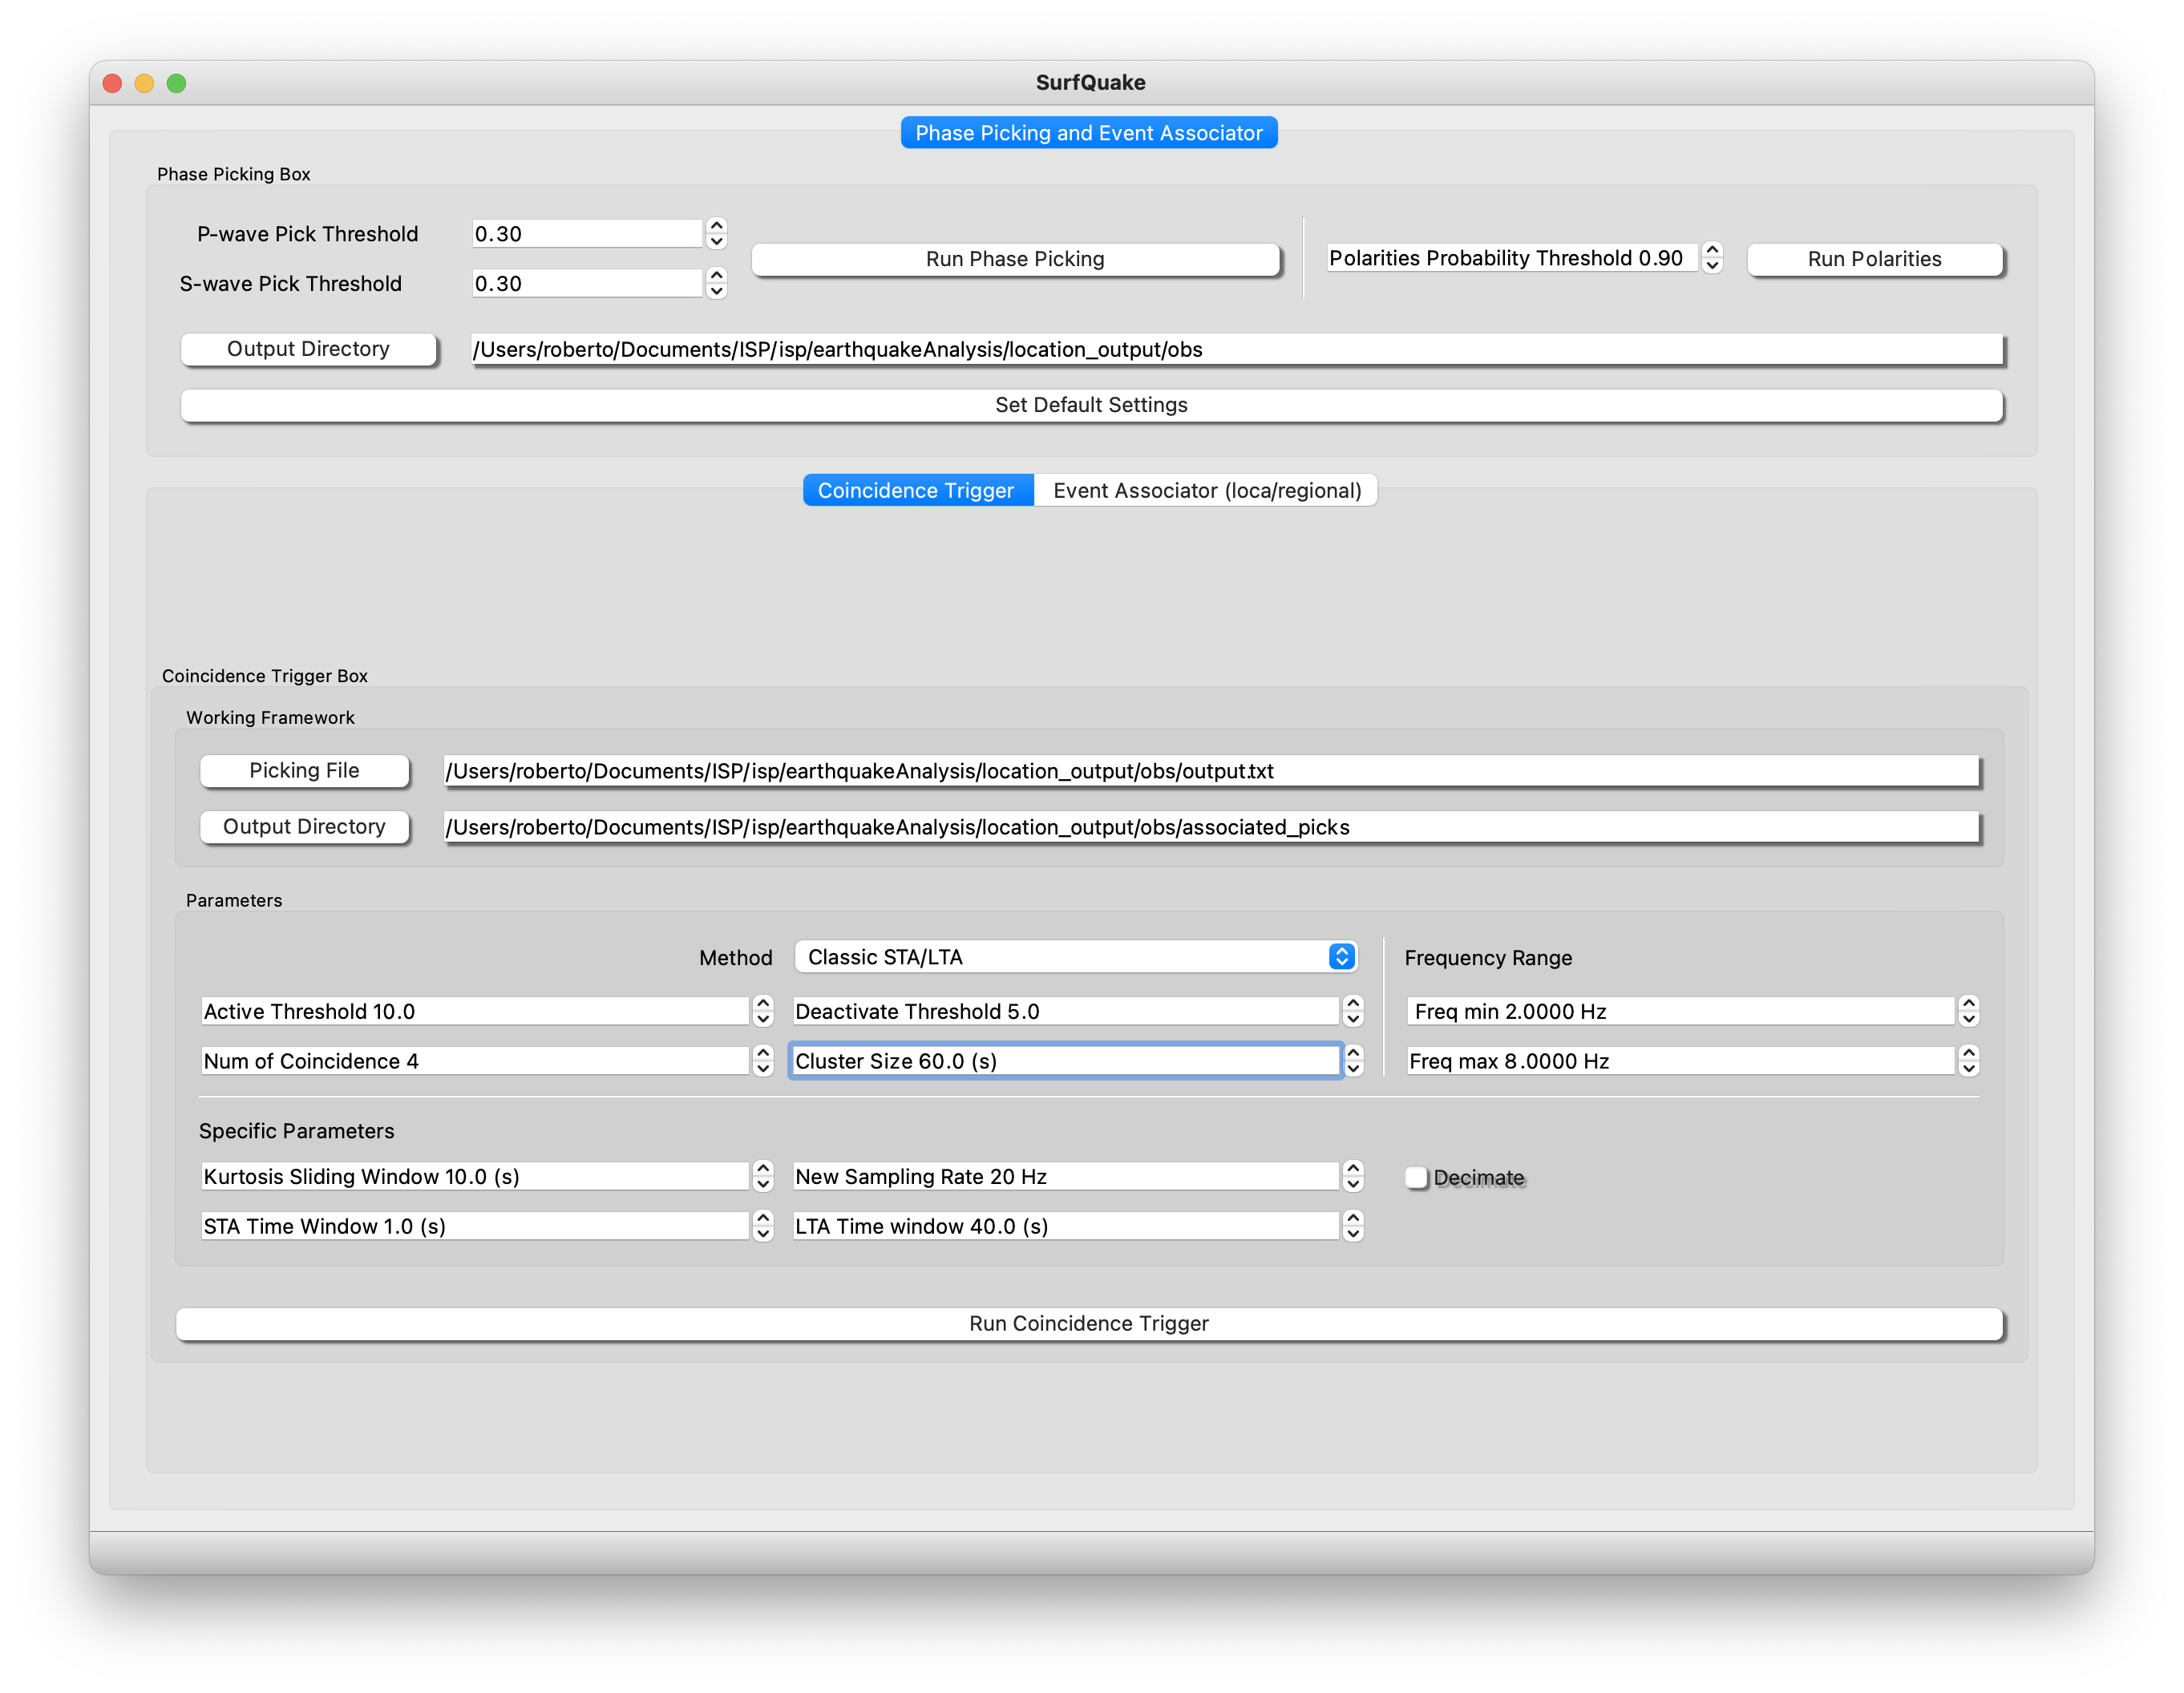 SurfQuake
Phase Picking and Event Associator
Phase Picking Box
P-wave Pick Threshold 0.30
Run Phase Picking
Polarities Probability Threshold 0.90
Run Polarities
S-wave Pick Threshold 0.30
Output Directory /Users/roberto/Documents/ISP/isp/earthquakeAnalysis/location_output/obs
Set Default Settings
Coincidence Trigger Event Associator (loca/regional)
Coincidence Trigger Box
Working Framework
Picking File /Users/roberto/Documents/ISP/isp/earthquakeAnalysis/location_output/obs/output.txt
Output Directory /Users/roberto/Documents/ISP/isp/earthquakeAnalysis/location_output/obs/associated_picks
Parameters
Method Classic STA/LTA Frequency Range
Active Threshold 10.0 Deactivate Threshold 5.0 Freq min 2.0000 Hz
Num of Coincidence 4 Cluster Size 60.0 (s) Freq max 8.0000 Hz
Specific Parameters
Kurtosis Sliding Window 10.0 (s) New Sampling Rate 20 Hz Decimate
STA Time Window 1.0 (s) LTA Time window 40.0 (s)
Run Coincidence Trigger